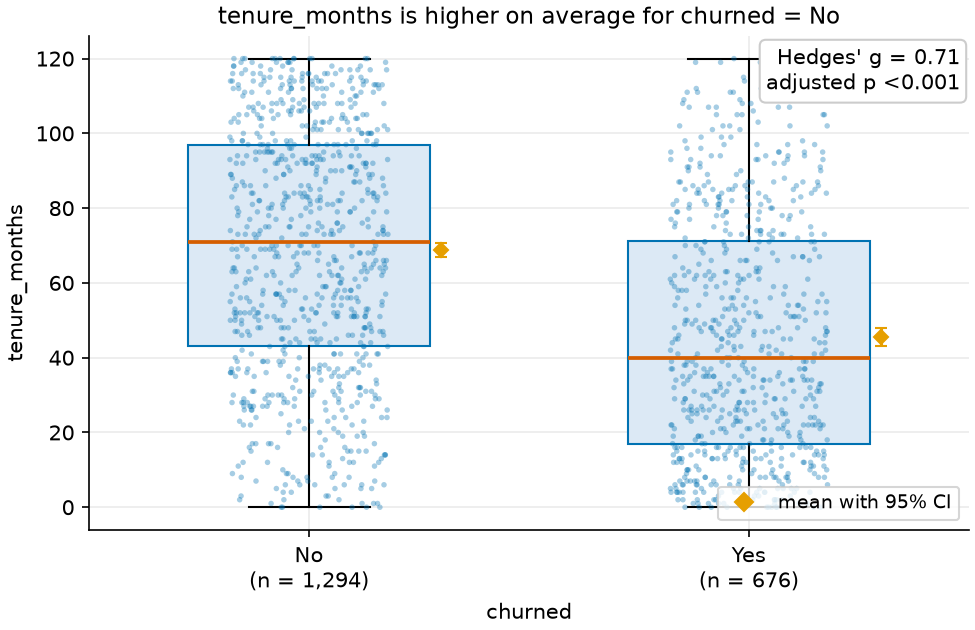 tenure_months is higher on average for churned = No
Hedges' g = 0.71
adjusted p <0.001
tenure_months
120
100
80
60
40
20
0
mean with 95% CI
No
(n = 1,294)
Yes
(n = 676)
churned